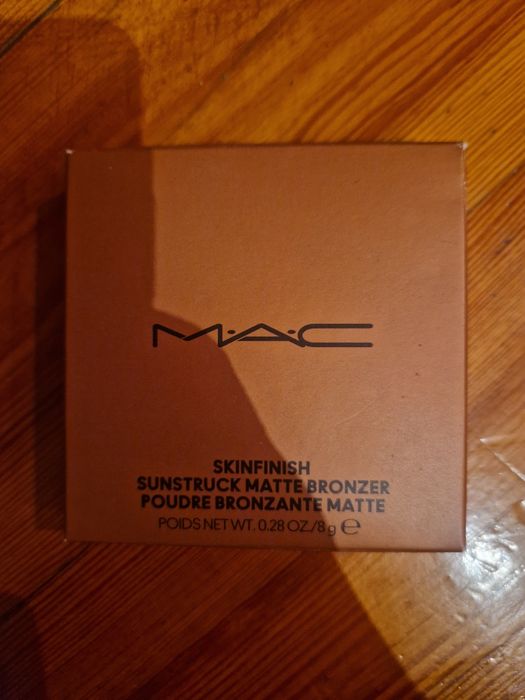 M·A·C
SKINFINISH
SUNSTRUCK MATTE BRONZER
POUDRE BRONZANTE MATTE
POIDS NET WT. 0.28 OZ./8 g ℮